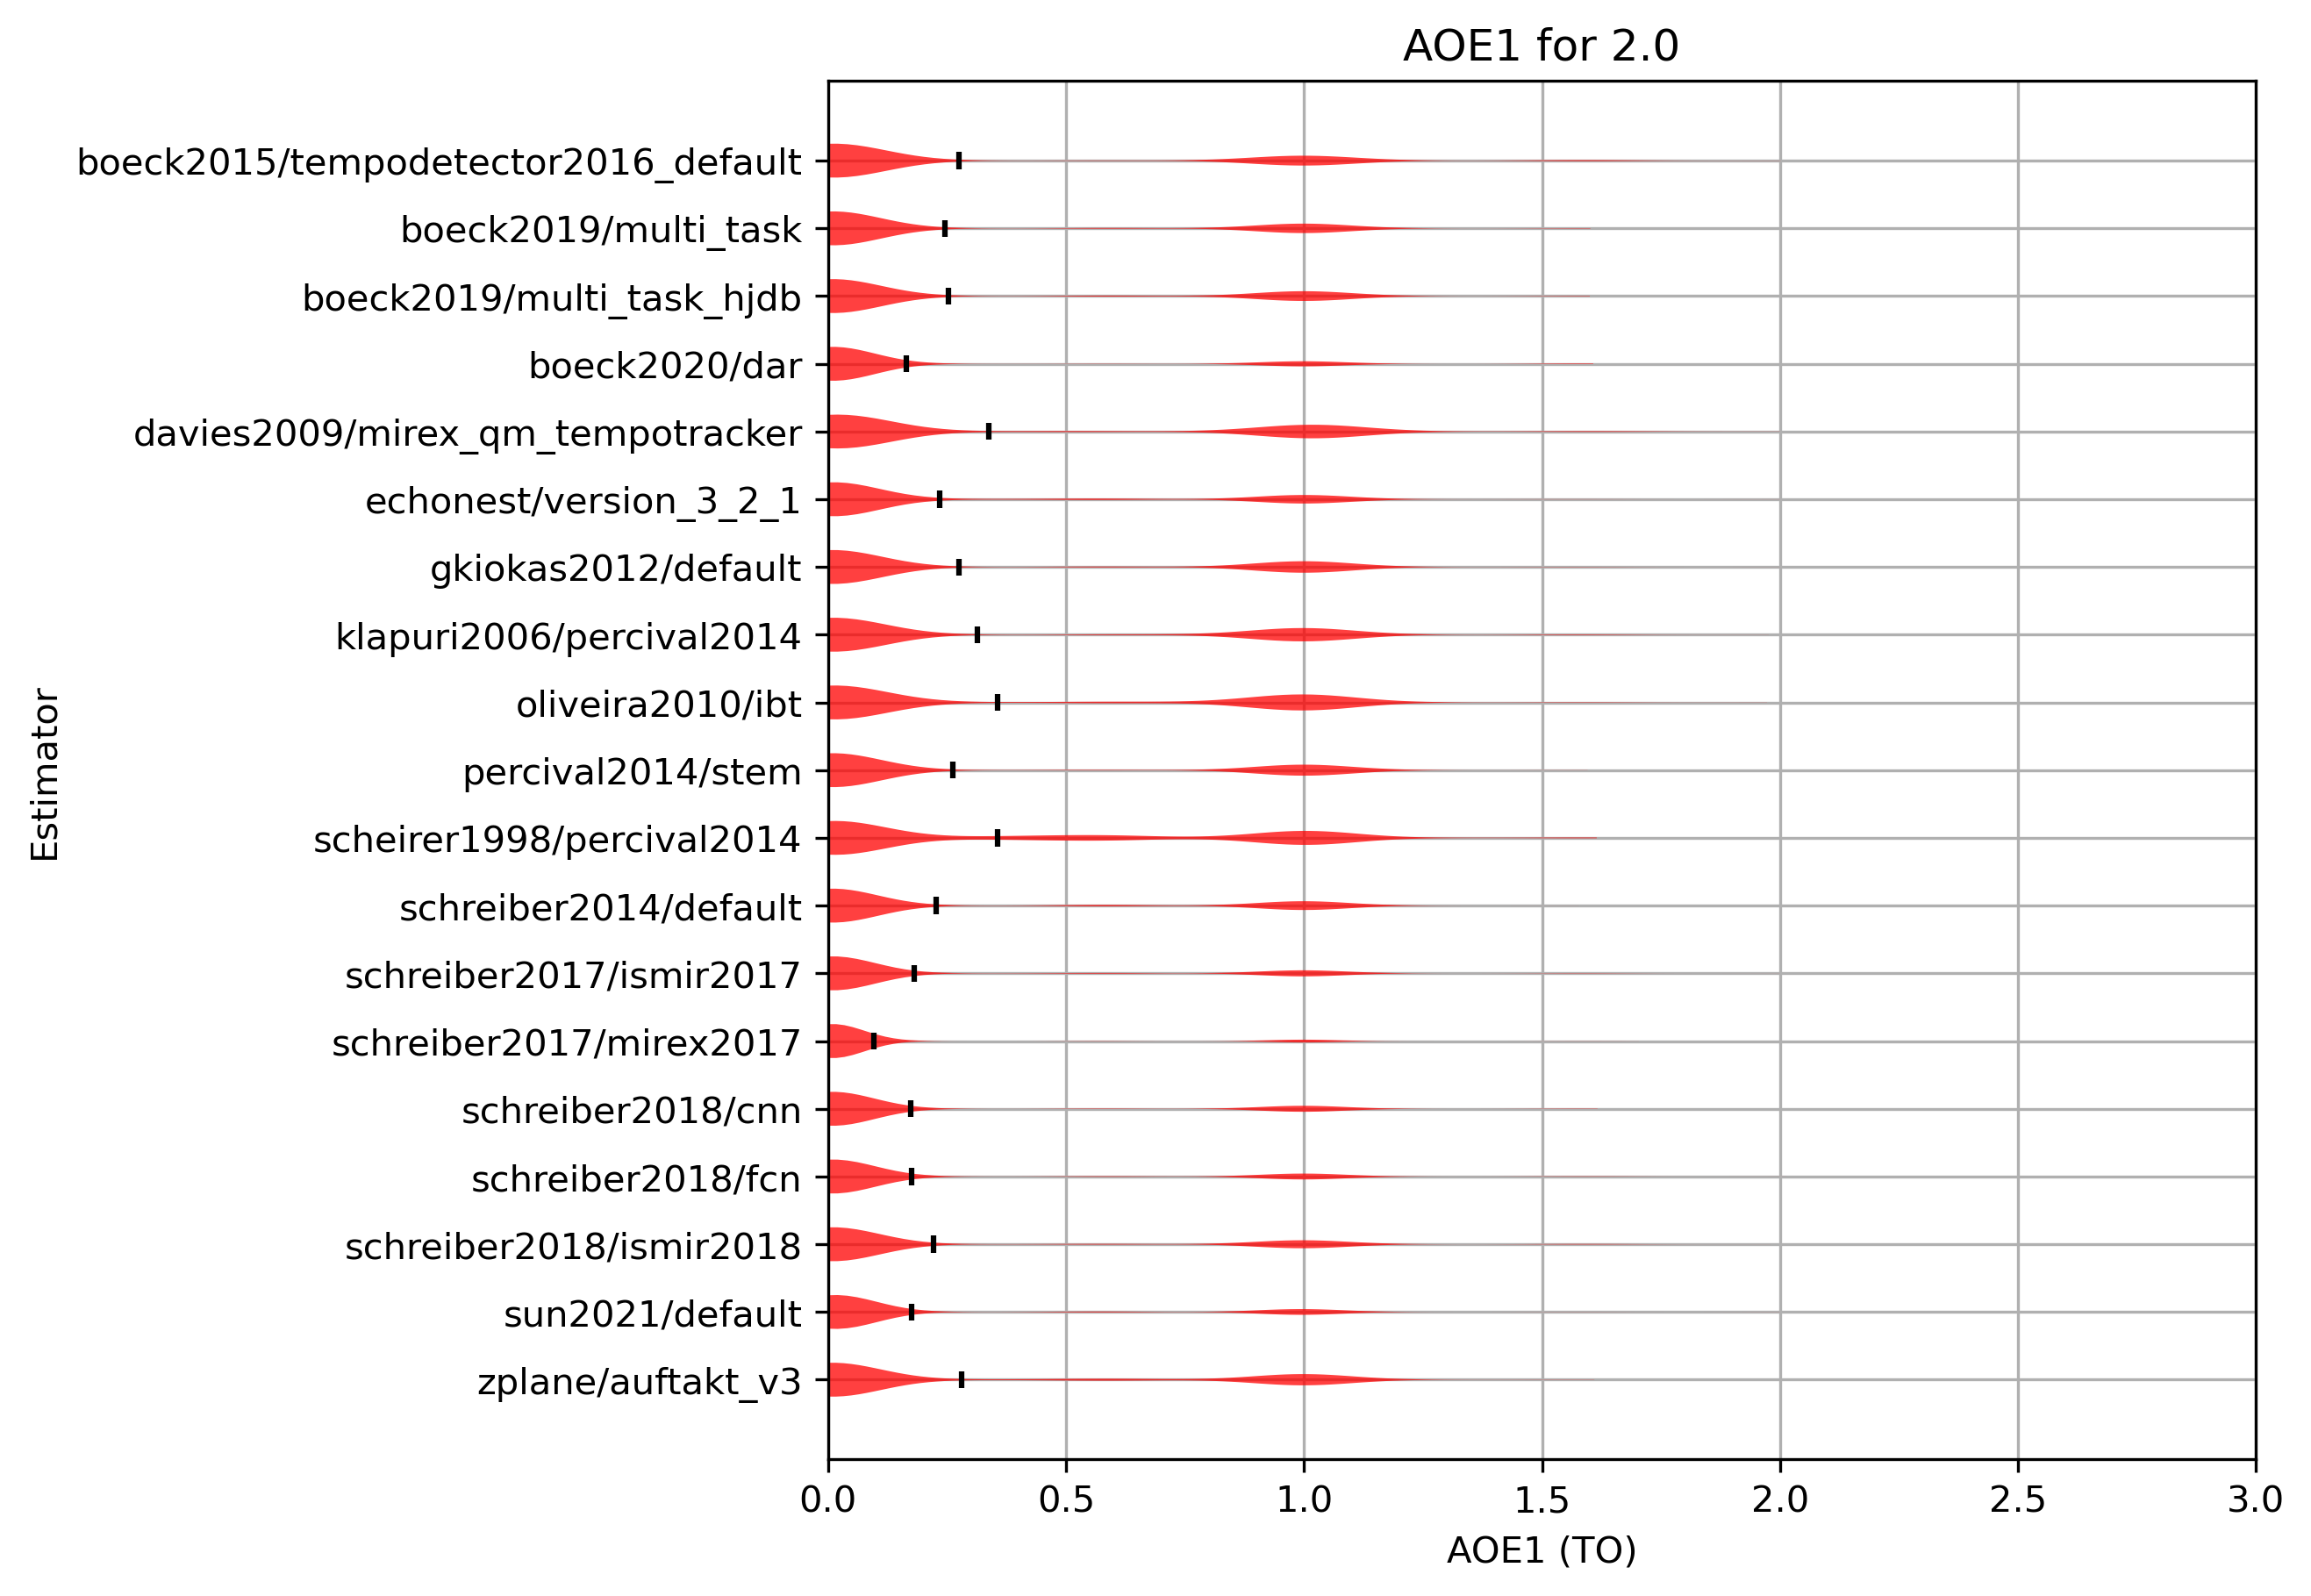 AOE1 for 2.0
boeck2015/tempodetector2016_default
boeck2019/multi_task
boeck2019/multi_task_hjdb
boeck2020/dar
davies2009/mirex_qm_tempotracker
echonest/version_3_2_1
gkiokas2012/default
klapuri2006/percival2014
oliveira2010/ibt
percival2014/stem
scheirer1998/percival2014
schreiber2014/default
schreiber2017/ismir2017
schreiber2017/mirex2017
schreiber2018/cnn
schreiber2018/fcn
schreiber2018/ismir2018
sun2021/default
zplane/auftakt_v3
Estimator
0.0 0.5 1.0 1.5 2.0 2.5 3.0
AOE1 (TO)